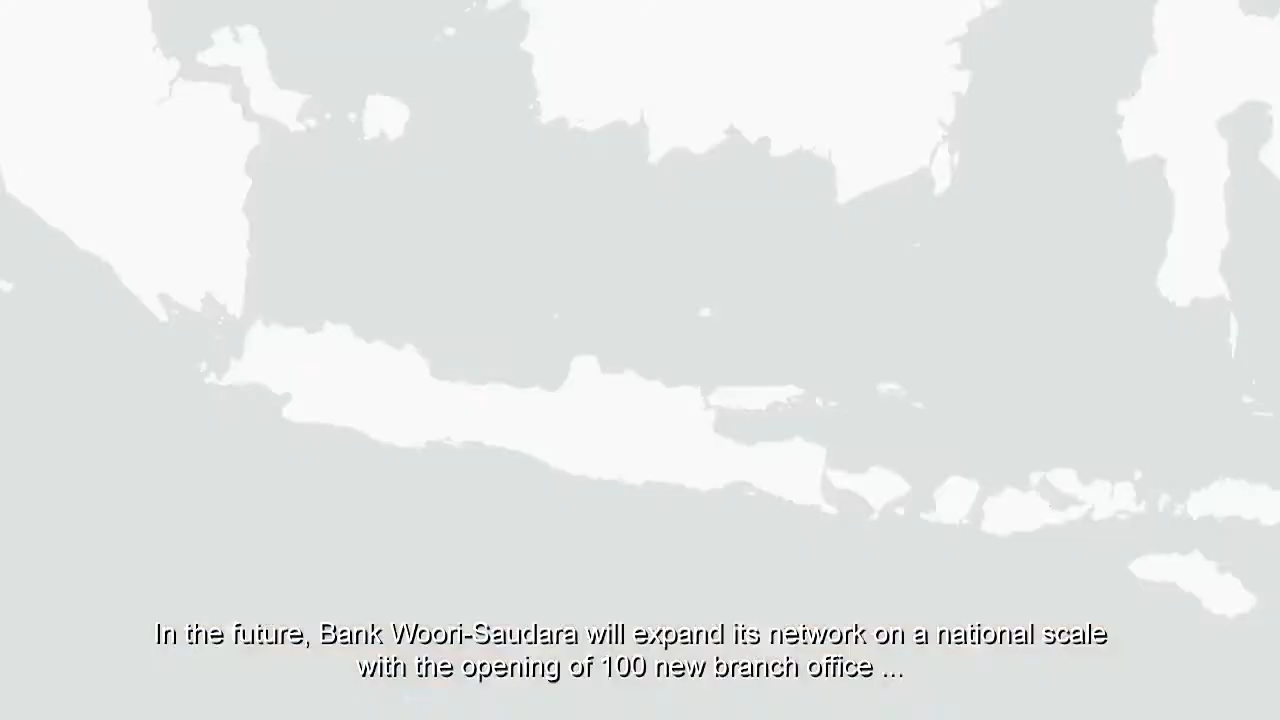 In the future, Bank Woori-Saudara will expand its network on a national scale
with the opening of 100 new branch office ...